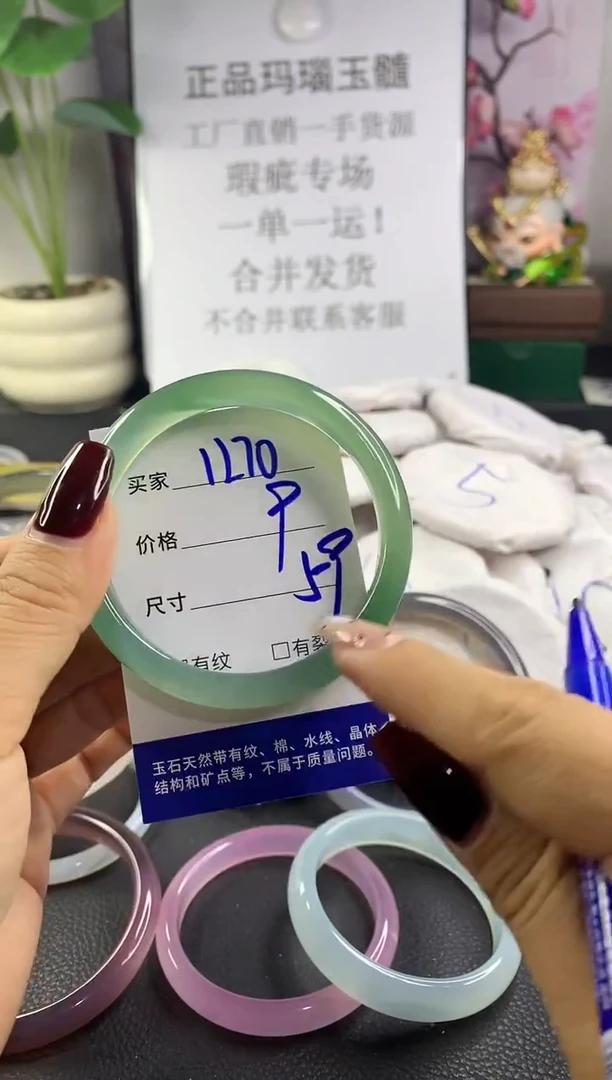 正品玛瑙玉髓
工厂直销一手货源
瑕疵专场
一单一运！
合并发货
不合并联系客服
5
买家 1270
价格 9
尺寸 59
有纹 □有裂
玉石天然带有纹、棉、水线、晶体
结构和矿点等，不属于质量问题。